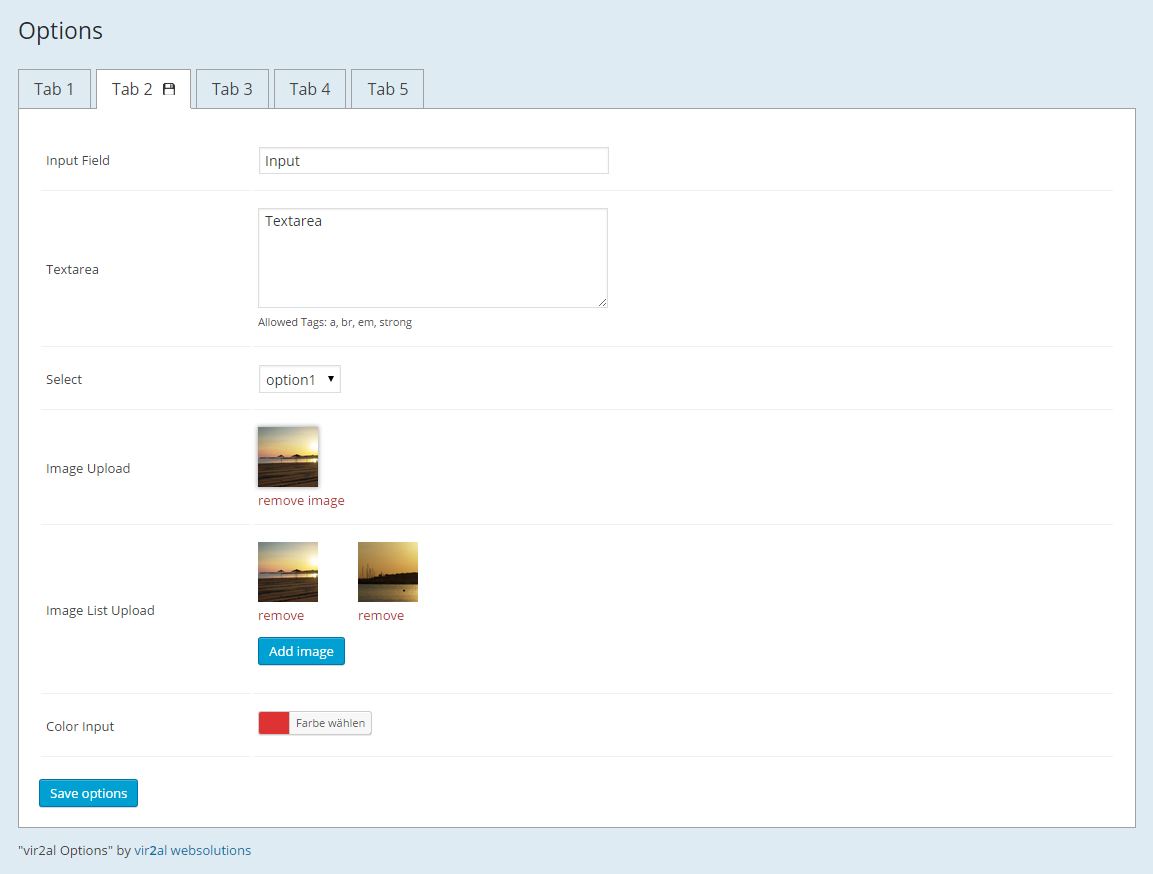 Options
Tab 1 Tab 2 Tab 3 Tab 4 Tab 5
Input Field Input
Textarea
Textarea
Allowed Tags: a, br, em, strong
Select option1
Image Upload
remove image
Image List Upload
remove remove
Add image
Color Input Farbe wählen
Save options
"vir2al Options" by vir2al websolutions